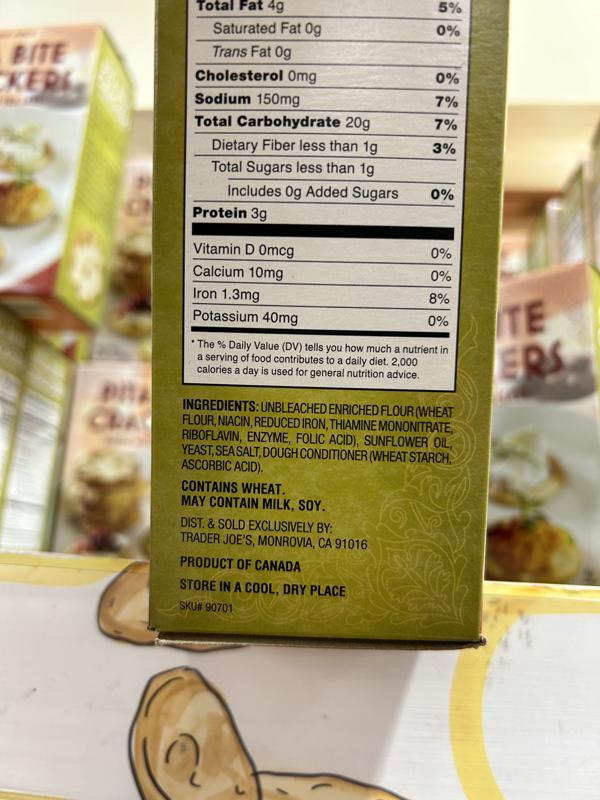 Total Fat 4g 5%
Saturated Fat 0g 0%
Trans Fat 0g
Cholesterol 0mg 0%
Sodium 150mg 7%
Total Carbohydrate 20g 7%
Dietary Fiber less than 1g 3%
Total Sugars less than 1g
Includes 0g Added Sugars 0%
Protein 3g
Vitamin D 0mcg 0%
Calcium 10mg 0%
Iron 1.3mg 8%
Potassium 40mg 0%
* The % Daily Value (DV) tells you how much a nutrient in
a serving of food contributes to a daily diet. 2,000
calories a day is used for general nutrition advice.
INGREDIENTS: UNBLEACHED ENRICHED FLOUR (WHEAT
FLOUR, NIACIN, REDUCED IRON, THIAMINE MONONITRATE,
RIBOFLAVIN, ENZYME, FOLIC ACID), SUNFLOWER OIL,
YEAST, SEA SALT, DOUGH CONDITIONER (WHEAT STARCH,
ASCORBIC ACID).
CONTAINS WHEAT.
MAY CONTAIN MILK, SOY.
DIST. & SOLD EXCLUSIVELY BY:
TRADER JOE'S, MONROVIA, CA 91016
PRODUCT OF CANADA
STORE IN A COOL, DRY PLACE
SKU# 90701
BITE
CKERS
ITE
ERS